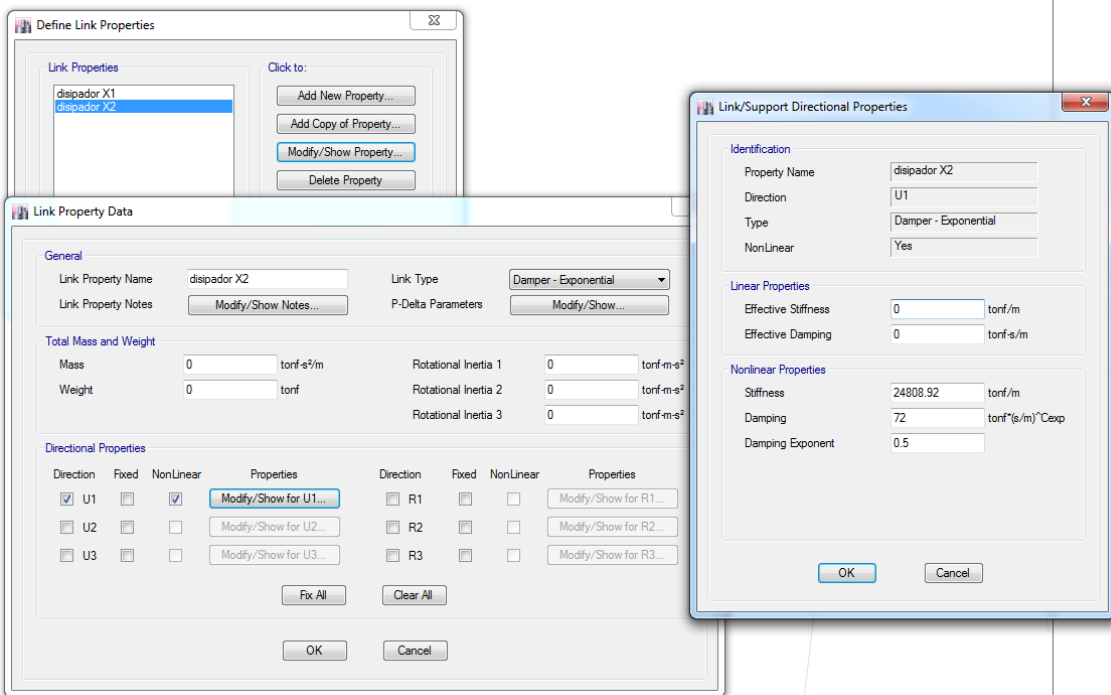 Define Link Properties
Link Properties
disipador X1
disipador X2
Click to:
Add New Property...
Add Copy of Property...
Modify/Show Property...
Delete Property
Link Property Data
General
Link Property Name disipador X2 Link Type Damper - Exponential
Link Property Notes Modify/Show Notes... P-Delta Parameters Modify/Show...
Total Mass and Weight
Mass 0 tonf-s²/m Rotational Inertia 1 0 tonf-m-s²
Weight 0 tonf Rotational Inertia 2 0 tonf-m-s²
Rotational Inertia 3 0 tonf-m-s²
Directional Properties
Direction Fixed NonLinear Properties Direction Fixed NonLinear Properties
U1 Modify/Show for U1... R1 Modify/Show for R1...
U2 Modify/Show for U2... R2 Modify/Show for R2...
U3 Modify/Show for U3... R3 Modify/Show for R3...
Fix All Clear All
OK Cancel
Link/Support Directional Properties
Identification
Property Name disipador X2
Direction U1
Type Damper - Exponential
NonLinear Yes
Linear Properties
Effective Stiffness 0 tonf/m
Effective Damping 0 tonf-s/m
Nonlinear Properties
Stiffness 24808.92 tonf/m
Damping 72 tonf*(s/m)^Cexp
Damping Exponent 0.5
OK Cancel